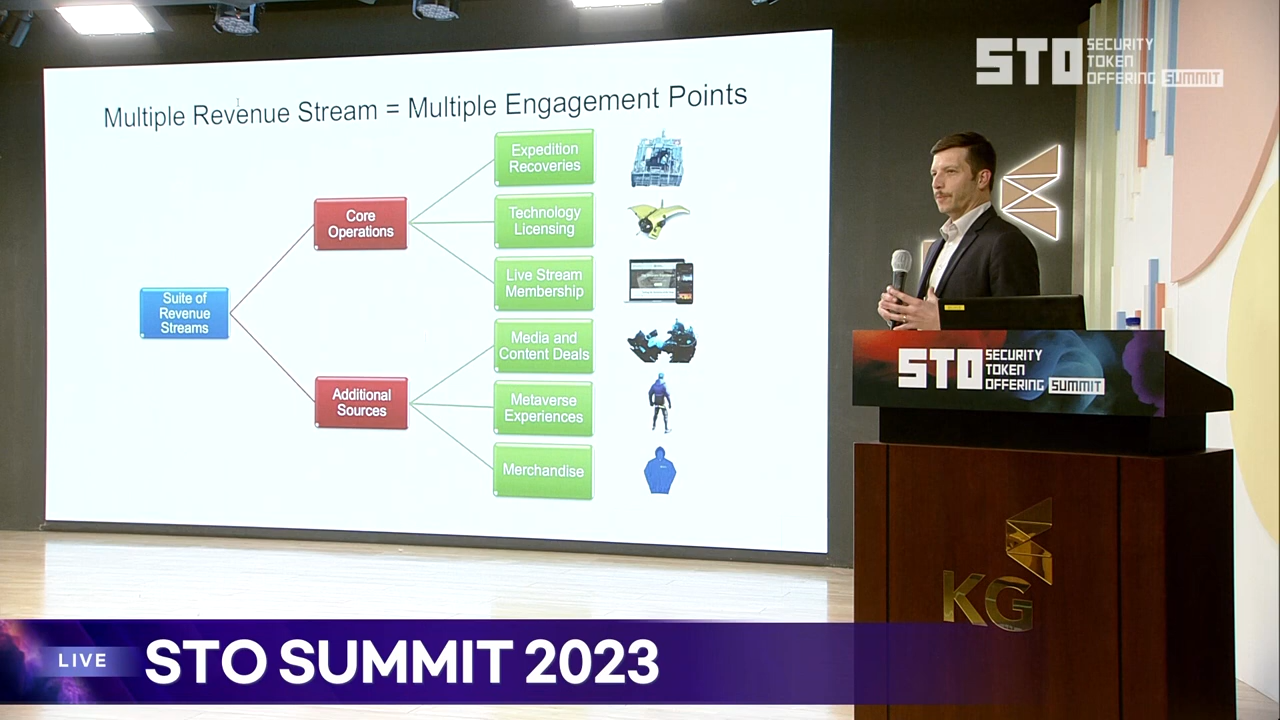 Multiple Revenue Stream = Multiple Engagement Points
Suite of
Revenue
Streams
Core
Operations
Additional
Sources
Expedition
Recoveries
Technology
Licensing
Live Stream
Membership
Media and
Content Deals
Metaverse
Experiences
Merchandise
STO SECURITY
TOKEN
OFFERING SUMMIT
STO SECURITY
TOKEN
OFFERING SUMMIT
KG
LIVE STO SUMMIT 2023